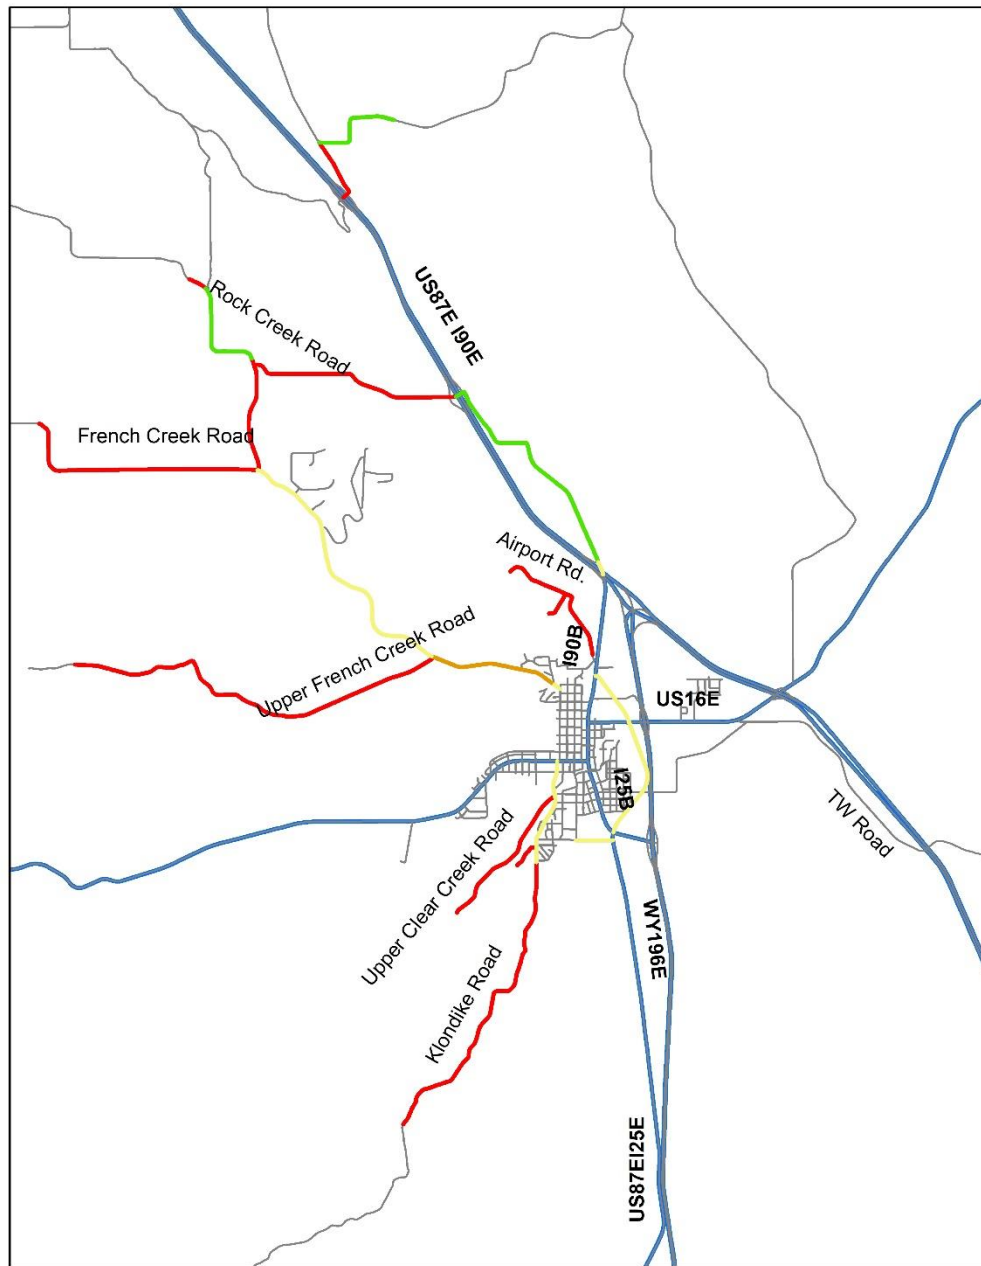 US87E I90E
Rock Creek Road
French Creek Road
Airport Rd.
Upper French Creek Road
I90B
US16E
I25B
TW Road
Upper Clear Creek Road
WY196E
Klondike Road
US87EI25E